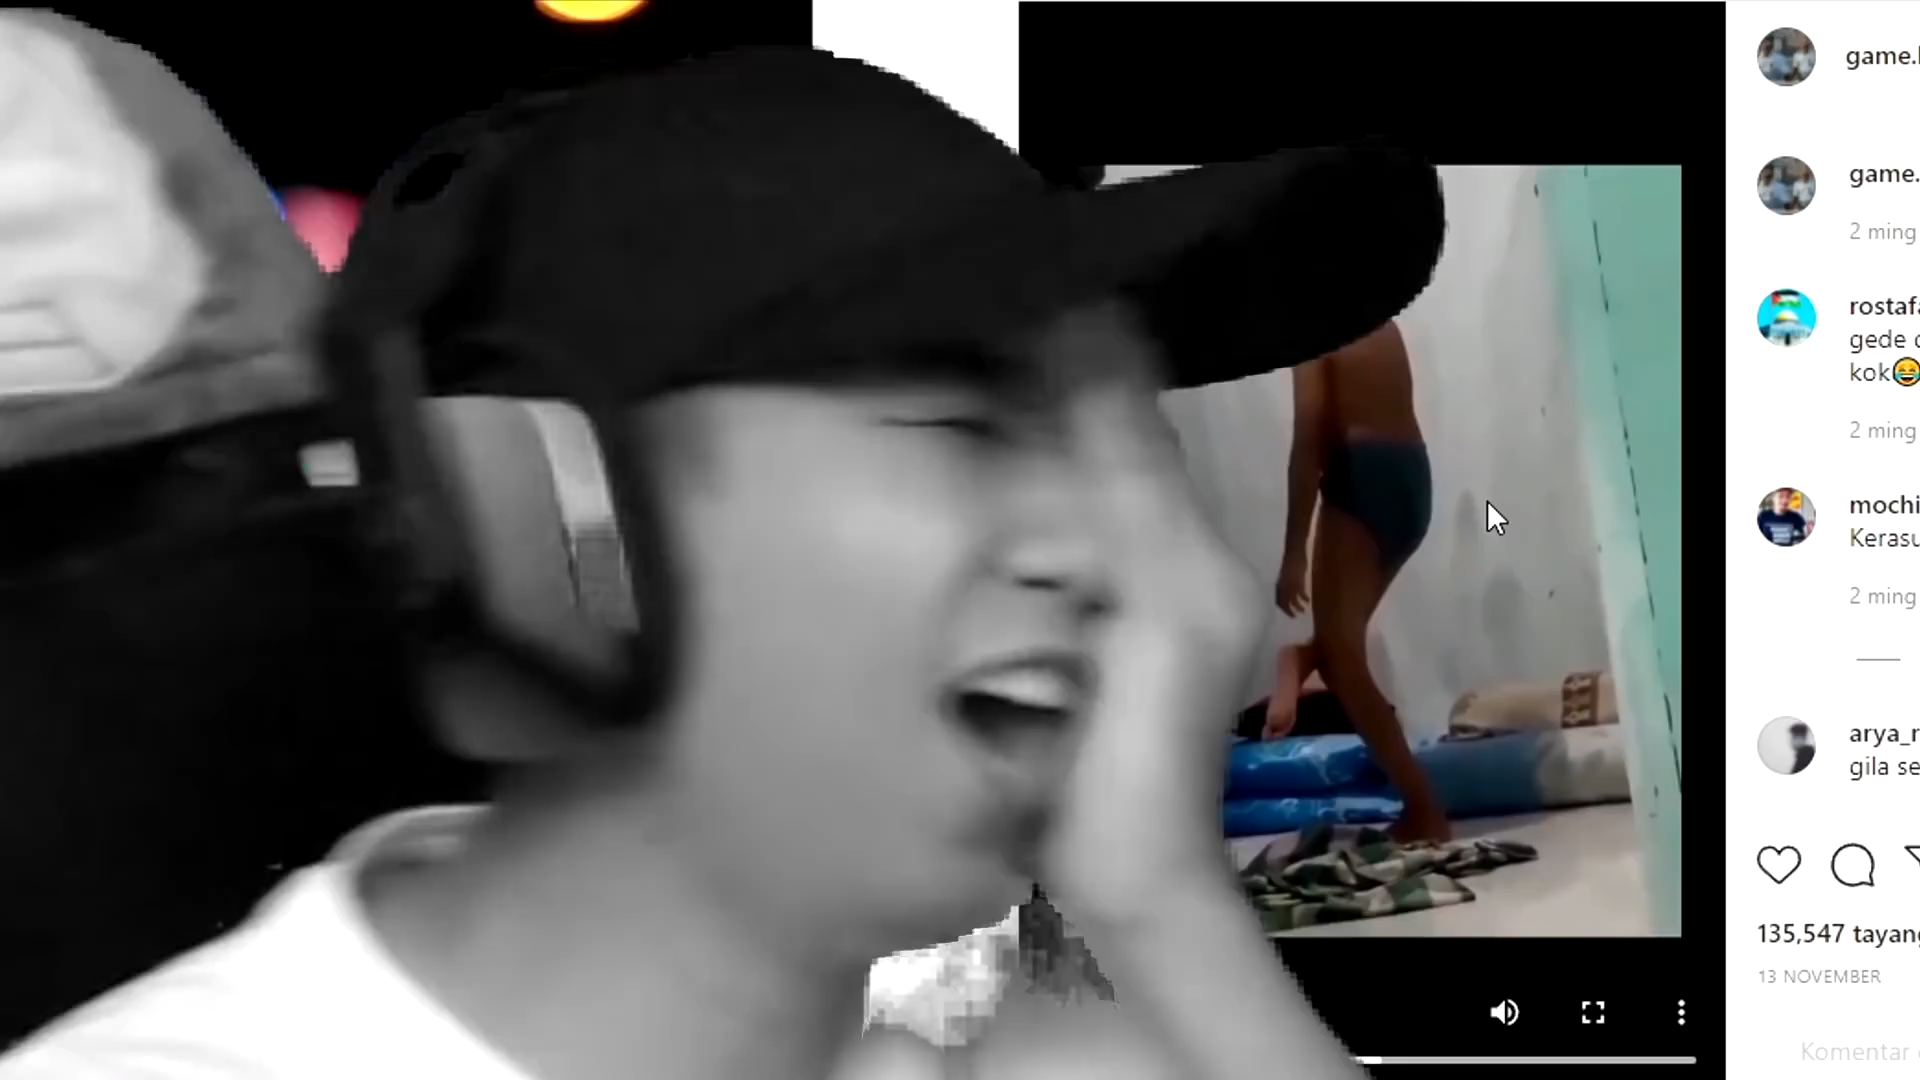 game.
game.
2 ming
rostafa
gede
kok
2 ming
mochi
Kerasu
2 ming
arya_r
gila se
135,547 tayang
13 NOVEMBER
Komentar